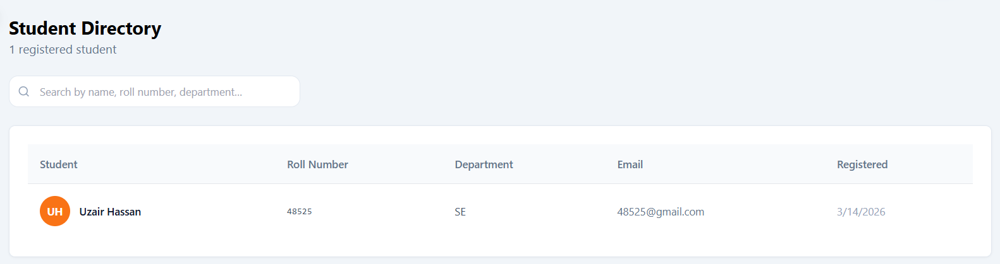 Student Directory
1 registered student
Search by name, roll number, department...
Student Roll Number Department Email Registered
UH Uzair Hassan 48525 SE 48525@gmail.com 3/14/2026